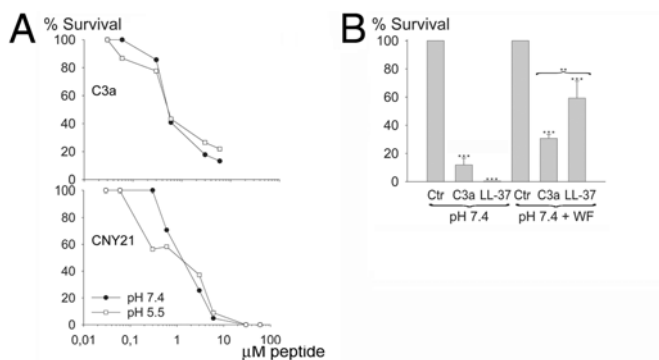 A
% Survival
100
80
60
40
20
0
C3a
100
80
60
40
20
0
CNY21
pH 7.4
pH 5.5
0,01 0,1 1 10 100
µM peptide
B
% Survival
100
80
60
40
20
0
***
***
**
***
***
Ctr C3a LL-37 Ctr C3a LL-37
pH 7.4 pH 7.4 + WF